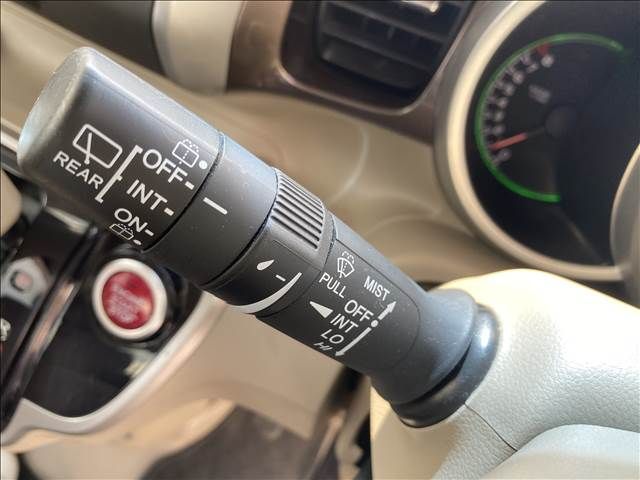 REAR
OFF
INT
ON
PULL
MIST
OFF
INT
LO
HI